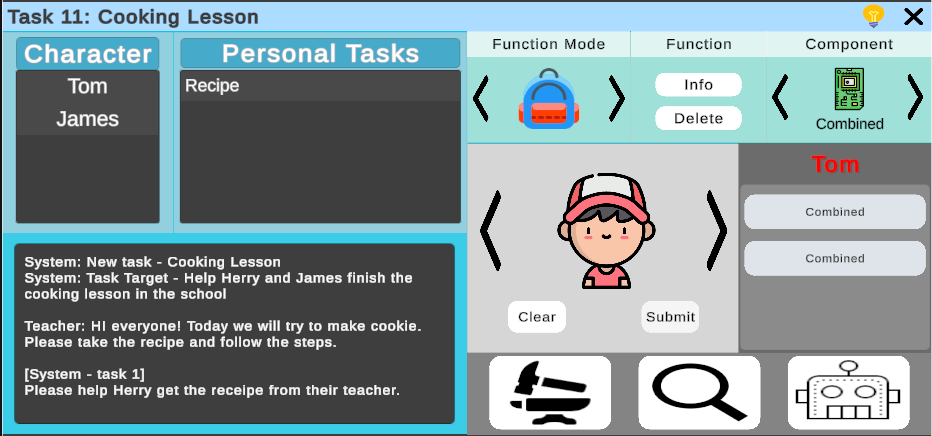 Task 11: Cooking Lesson
Character
Personal Tasks
Tom
James
Recipe
Function Mode
Function
Component
Info
Delete
Combined
System: New task - Cooking Lesson
System: Task Target - Help Herry and James finish the
cooking lesson in the school
Teacher: HI everyone! Today we will try to make cookie.
Please take the recipe and follow the steps.
[System - task 1]
Please help Herry get the receipe from their teacher.
Clear
Submit
Tom
Combined
Combined